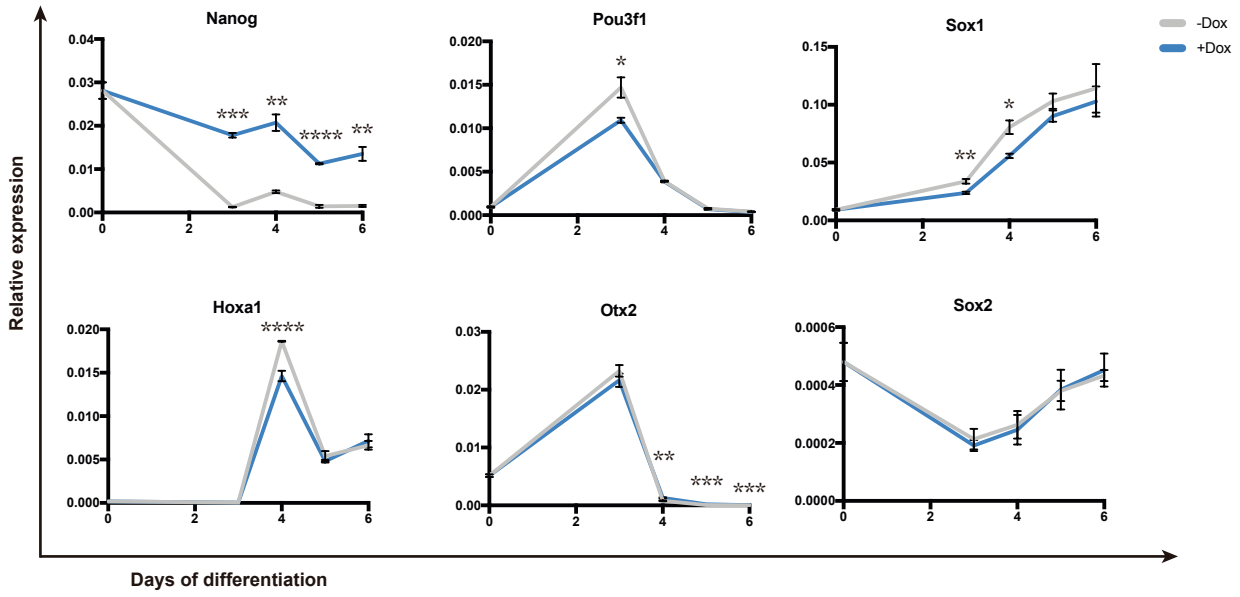 Nanog
Pou3f1
Sox1
-Dox
+Dox
0.04
0.03
0.02
0.01
0.00
0 2 4 6
*** ** **** **
0.020
0.015
0.010
0.005
0.000
0 2 4 6
*
0.15
0.10
0.05
0.00
0 2 4 6
** *
Relative expression
Hoxa1
Otx2
Sox2
0.020
0.015
0.010
0.005
0.000
0 2 4 6
****
0.03
0.02
0.01
0.00
0 2 4 6
** *** ***
0.0006
0.0004
0.0002
0.0000
0 2 4 6
Days of differentiation